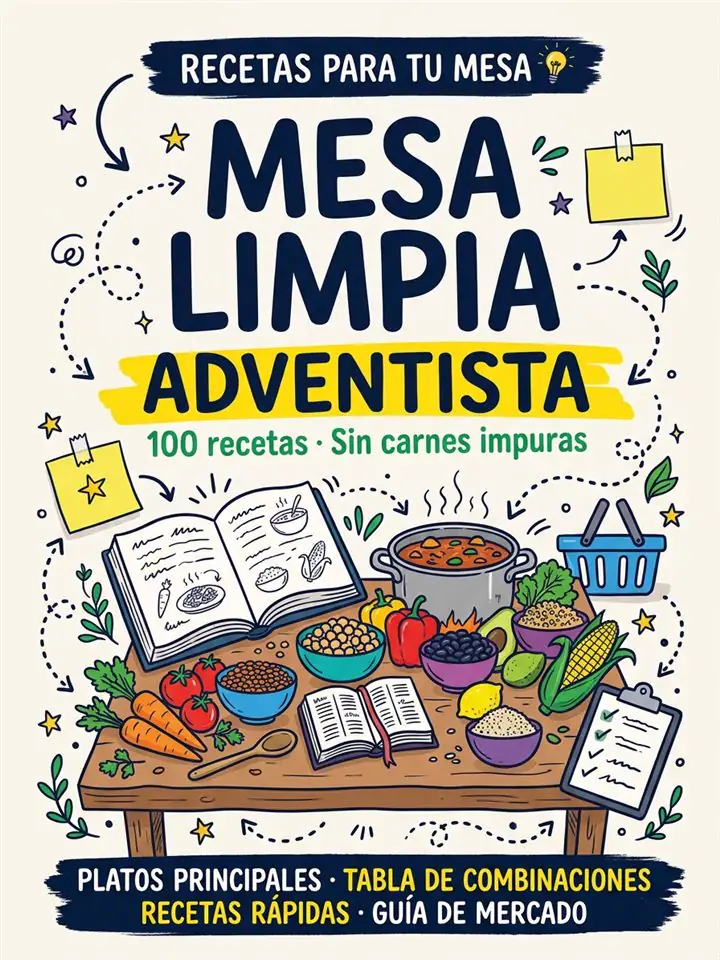 RECETAS PARA TU MESA
MESA
LIMPIA
ADVENTISTA
100 recetas · Sin carnes impuras
PLATOS PRINCIPALES · TABLA DE COMBINACIONES
RECETAS RÁPIDAS · GUÍA DE MERCADO